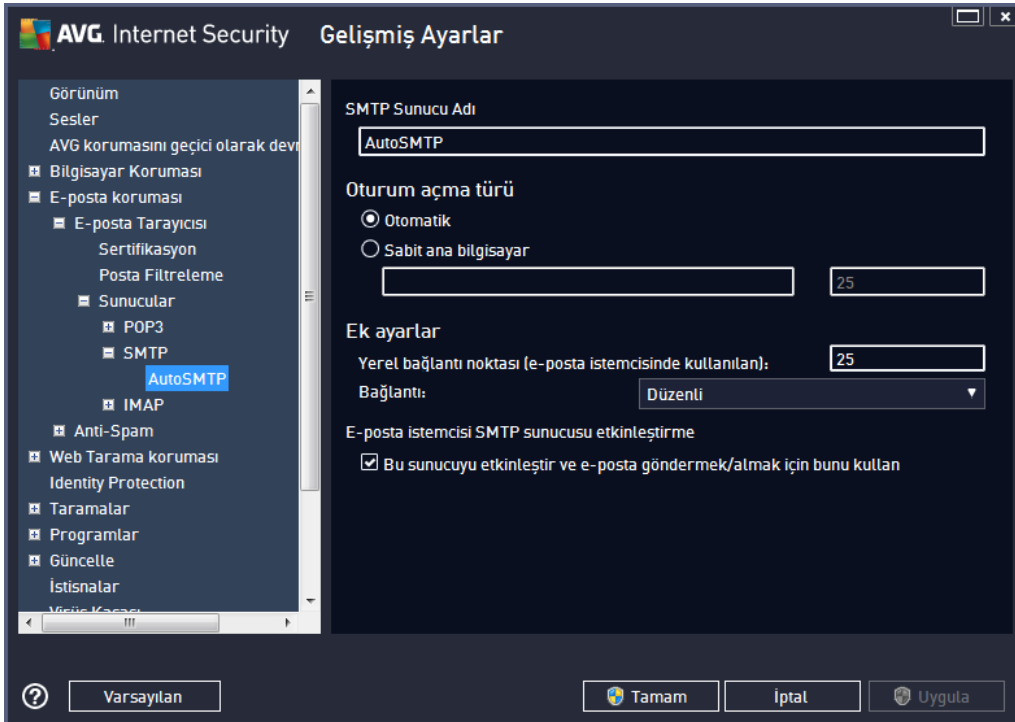 AVG. Internet Security Gelişmiş Ayarlar
Görünüm
Sesler
AVG korumasını geçici olarak devr
Bilgisayar Koruması
E-posta koruması
E-posta Tarayıcısı
Sertifikasyon
Posta Filtreleme
Sunucular
POP3
SMTP
AutoSMTP
IMAP
Anti-Spam
Web Tarama koruması
Identity Protection
Taramalar
Programlar
Güncelle
İstisnalar
Virüs Kasası
SMTP Sunucu Adı
AutoSMTP
Oturum açma türü
Otomatik
Sabit ana bilgisayar
25
Ek ayarlar
Yerel bağlantı noktası (e-posta istemcisinde kullanılan):
25
Bağlantı:
Düzenli
E-posta istemcisi SMTP sunucusu etkinleştirme
Bu sunucuyu etkinleştir ve e-posta göndermek/almak için bunu kullan
Varsayılan
Tamam
İptal
Uygula